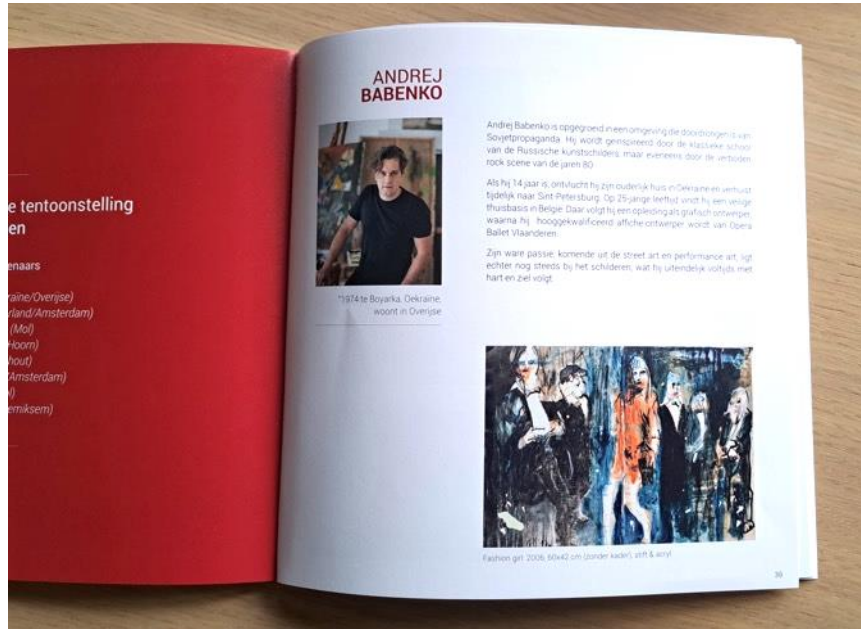 e tentoonstelling
en
enaars
raïne/Overijse)
rland/Amsterdam)
(Mol)
Hoorn)
hout)
/Amsterdam)
l)
emiksem)
ANDREJ
BABENKO
*1974 te Boyarka, Oekraïne,
woont in Overijse
Andrej Babenko is opgegroeid in een omgeving die doordrongen is van
Sovjetpropaganda. Hij wordt geïnspireerd door de klassieke school
van de Russische kunstschilders, maar eveneens door de verboden
rock scene van de jaren 80.
Als hij 14 jaar is, ontvlucht hij zijn ouderlijk huis in Oekraïne en verhuist
tijdelijk naar Sint-Petersburg. Op 25-jarige leeftijd vindt hij een veilige
thuisbasis in België. Daar volgt hij een opleiding als grafisch ontwerper,
waarna hij hooggekwalificeerd affiche-ontwerper wordt van Opera
Ballet Vlaanderen.
Zijn ware passie, komende uit de street art en performance art, ligt
echter nog steeds bij het schilderen, wat hij uiteindelijk voltijds met
hart en ziel volgt.
Fashion girl 2006, 60x42 cm (zonder kader), stift & acryl
39